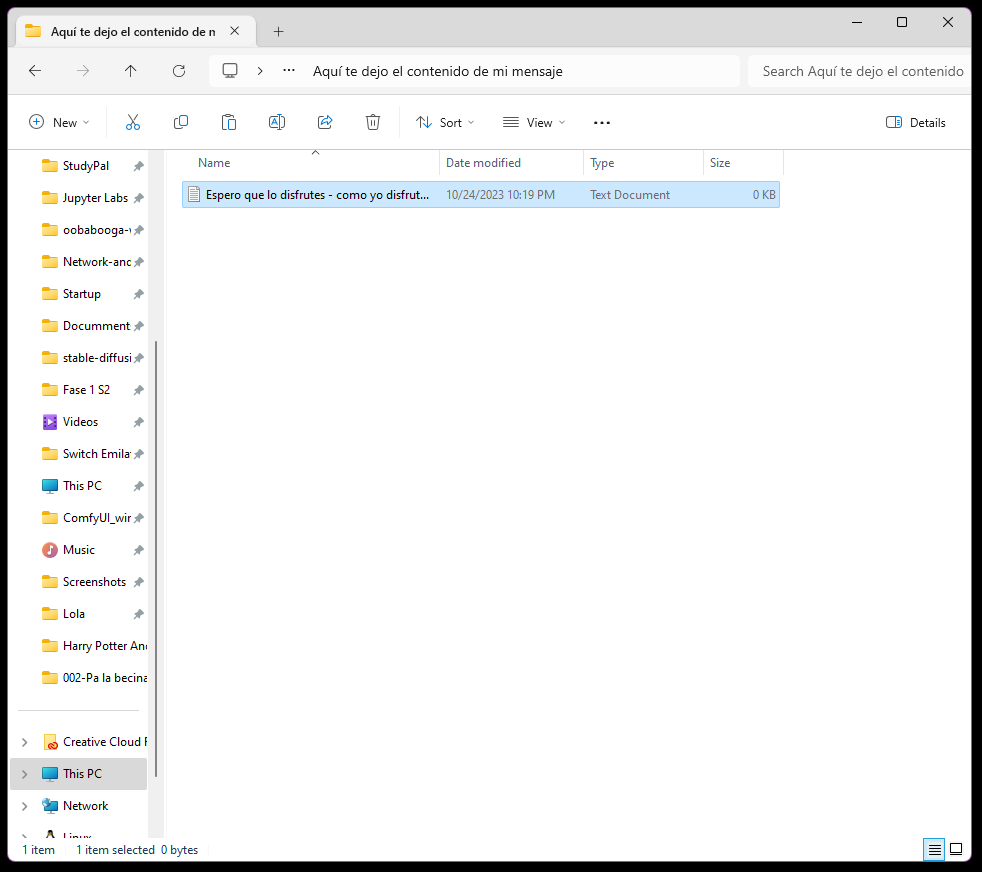 Aquí te dejo el contenido de n
Aquí te dejo el contenido de mi mensaje
Search Aquí te dejo el contenido
New
Sort
View
Details
Name
Date modified
Type
Size
Espero que lo disfrutes - como yo disfrut...
10/24/2023 10:19 PM
Text Document
0 KB
StudyPal
Jupyter Labs
oobabooga-
Network-anc
Startup
Documment
stable-diffusi
Fase 1 S2
Videos
Switch Emila
This PC
ComfyUI_wir
Music
Screenshots
Lola
Harry Potter An
002-Pa la becina
Creative Cloud F
This PC
Network
Linux
1 item
1 item selected 0 bytes